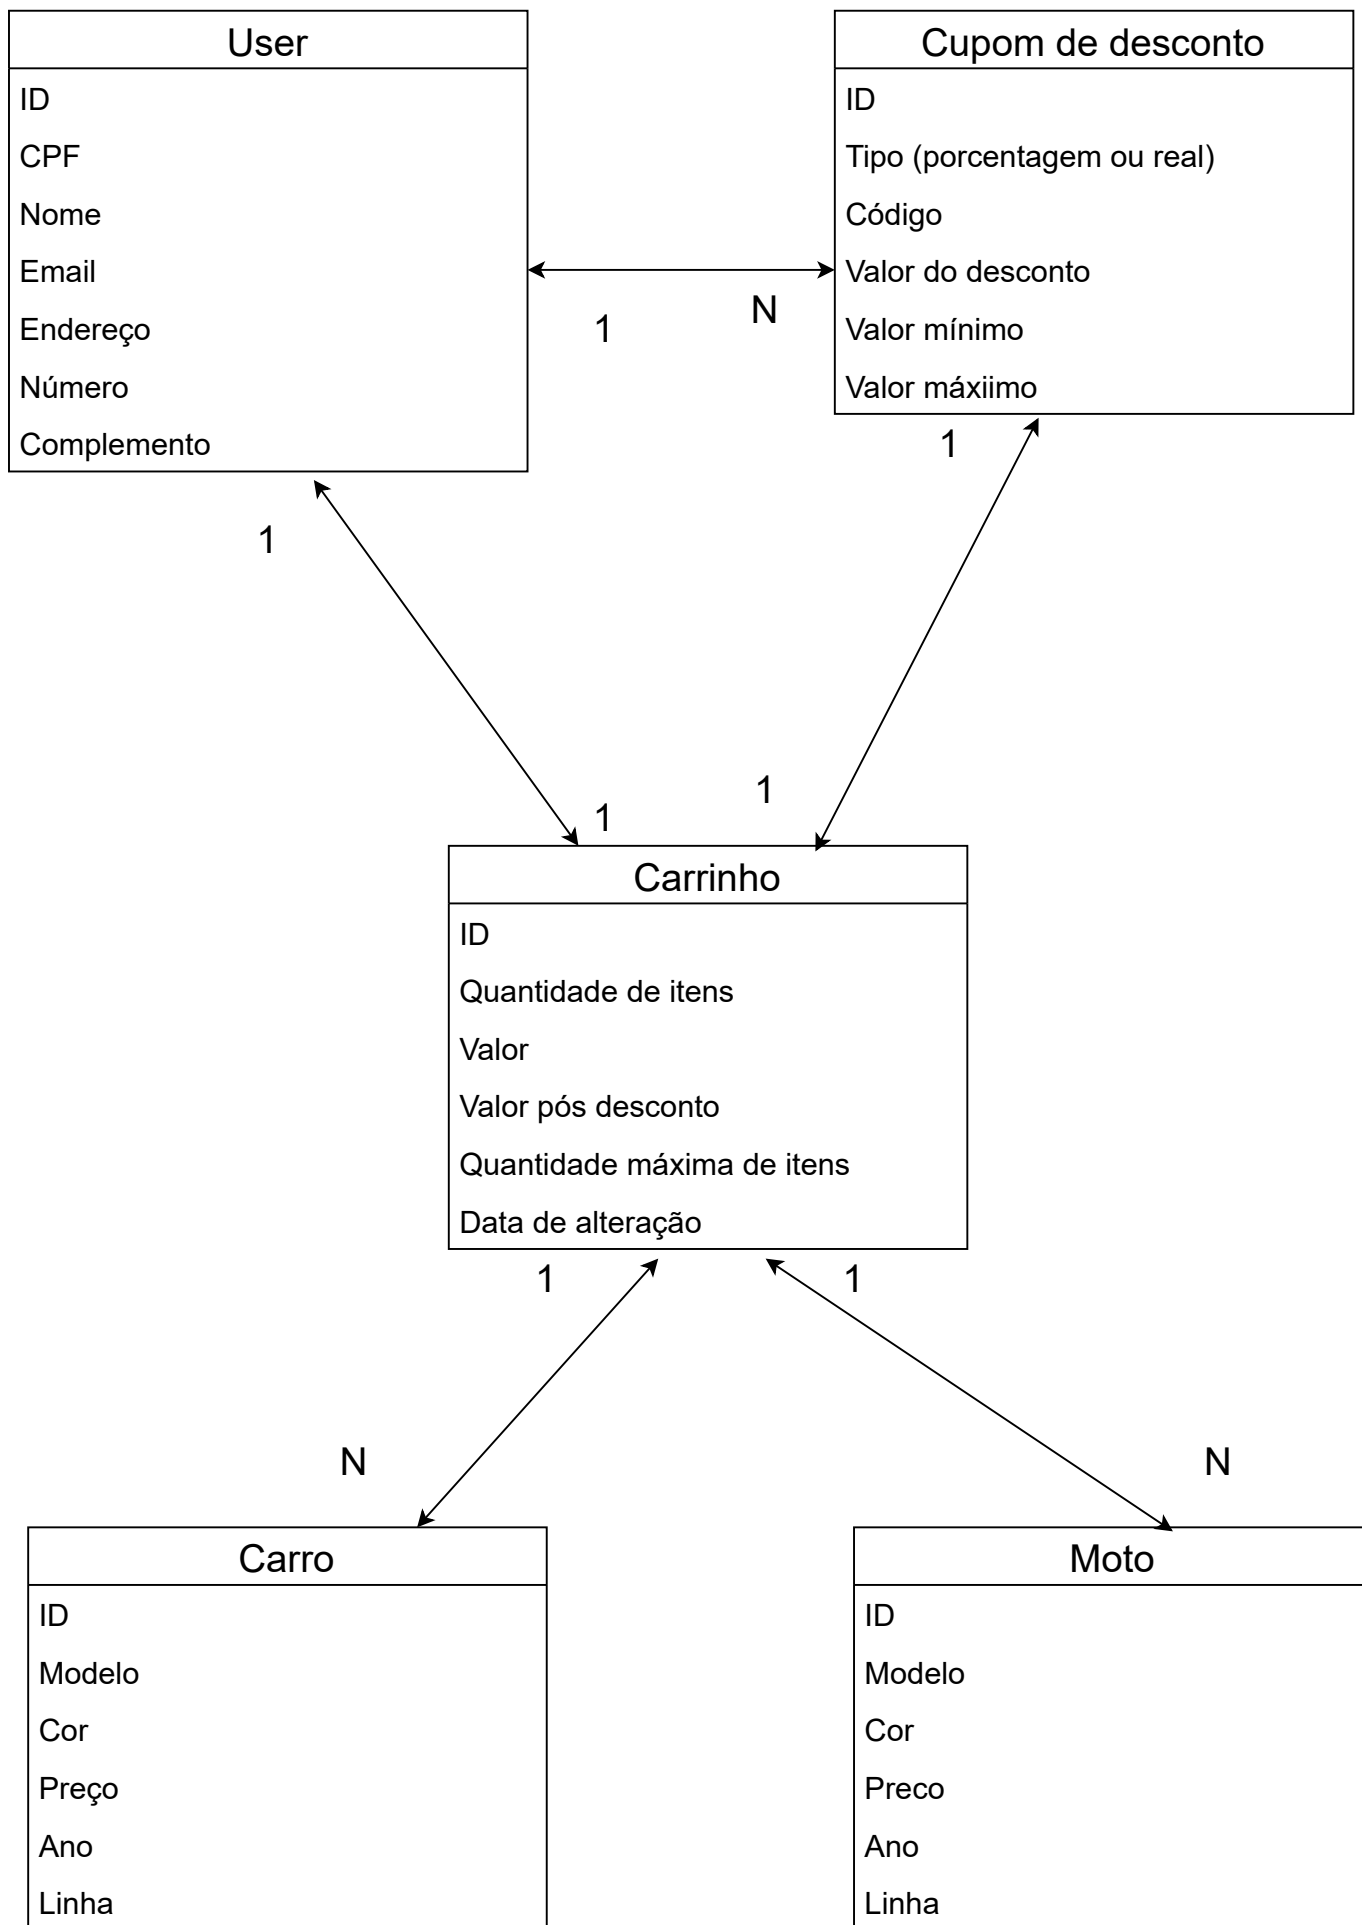 User
ID
CPF
Nome
Email
Endereço
Número
Complemento
Cupom de desconto
ID
Tipo (porcentagem ou real)
Código
Valor do desconto
Valor mínimo
Valor máxiimo
1
N
1
1
1
1
Carrinho
ID
Quantidade de itens
Valor
Valor pós desconto
Quantidade máxima de itens
Data de alteração
1
1
N
N
Carro
ID
Modelo
Cor
Preço
Ano
Linha
Moto
ID
Modelo
Cor
Preco
Ano
Linha